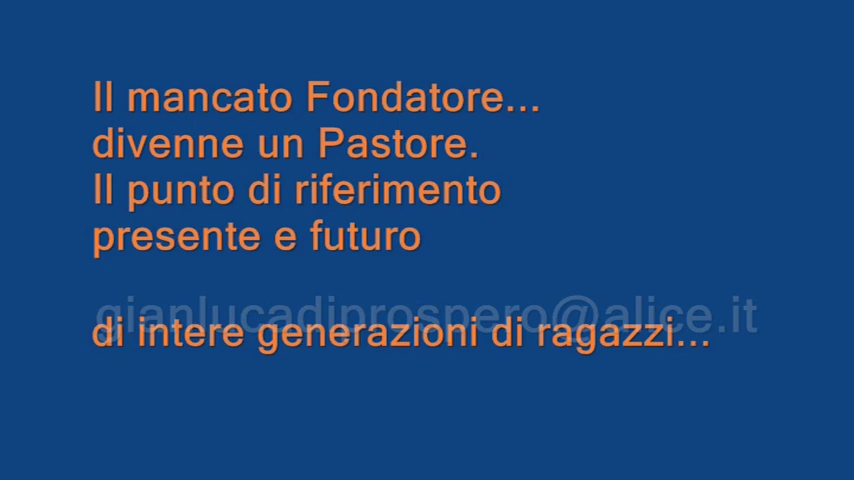 Il mancato Fondatore...
divenne un Pastore.
Il punto di riferimento
presente e futuro
gianlucadiprospero@alice.it
di intere generazioni di ragazzi...